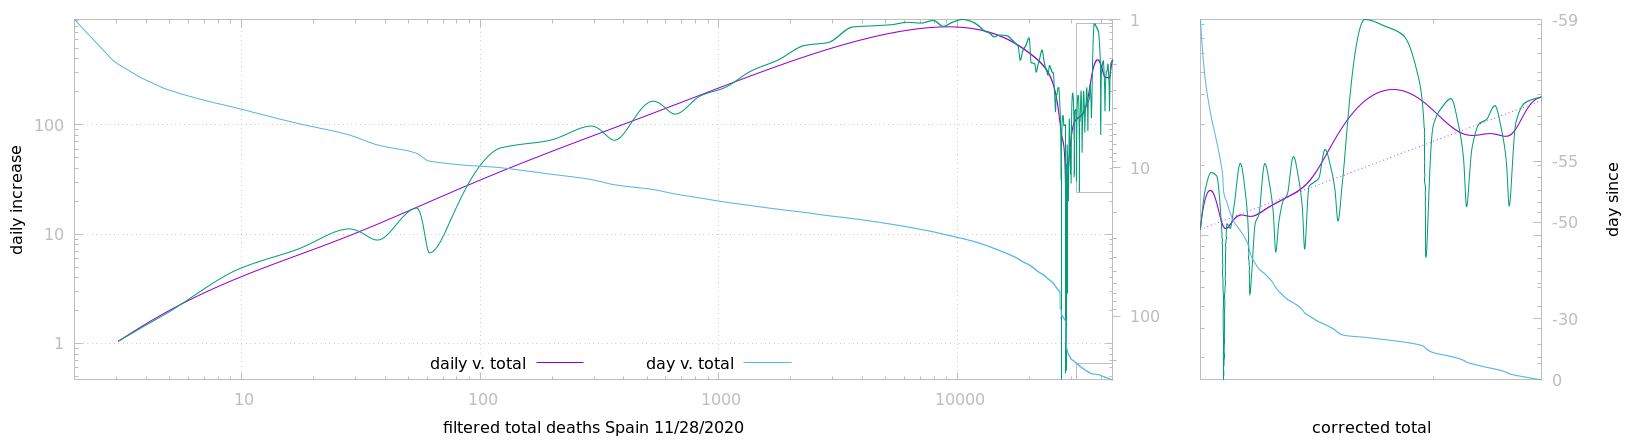 daily increase
100
10
1
daily v. total
day v. total
10
100
1000
10000
filtered total deaths Spain 11/28/2020
1
10
100
-59
-55
-50
-30
0
day since
corrected total